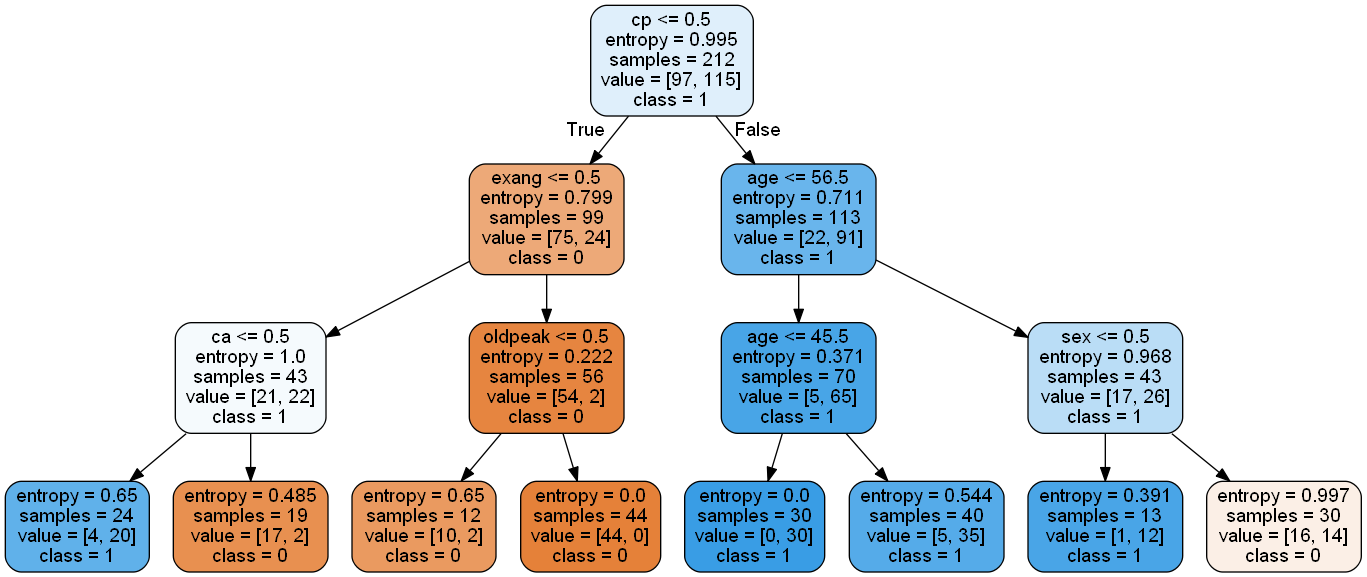 cp <= 0.5
entropy = 0.995
samples = 212
value = [97, 115]
class = 1
True
False
exang <= 0.5
entropy = 0.799
samples = 99
value = [75, 24]
class = 0
age <= 56.5
entropy = 0.711
samples = 113
value = [22, 91]
class = 1
ca <= 0.5
entropy = 1.0
samples = 43
value = [21, 22]
class = 1
oldpeak <= 0.5
entropy = 0.222
samples = 56
value = [54, 2]
class = 0
age <= 45.5
entropy = 0.371
samples = 70
value = [5, 65]
class = 1
sex <= 0.5
entropy = 0.968
samples = 43
value = [17, 26]
class = 1
entropy = 0.65
samples = 24
value = [4, 20]
class = 1
entropy = 0.485
samples = 19
value = [17, 2]
class = 0
entropy = 0.65
samples = 12
value = [10, 2]
class = 0
entropy = 0.0
samples = 44
value = [44, 0]
class = 0
entropy = 0.0
samples = 30
value = [0, 30]
class = 1
entropy = 0.544
samples = 40
value = [5, 35]
class = 1
entropy = 0.391
samples = 13
value = [1, 12]
class = 1
entropy = 0.997
samples = 30
value = [16, 14]
class = 0